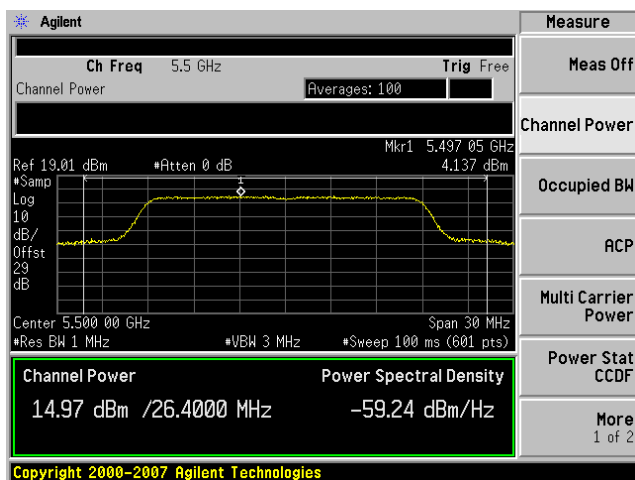 Agilent
Measure
Ch Freq 5.5 GHz Trig Free
Channel Power Averages: 100
Mkr1 5.497 05 GHz
Ref 19.01 dBm #Atten 0 dB 4.137 dBm
#Samp
Log
10
dB/
Offst
29
dB
1
Center 5.500 00 GHz Span 30 MHz
#Res BW 1 MHz #VBW 3 MHz #Sweep 100 ms (601 pts)
Channel Power Power Spectral Density
14.97 dBm /26.4000 MHz -59.24 dBm/Hz
Copyright 2000-2007 Agilent Technologies
Meas Off
Channel Power
Occupied BW
ACP
Multi Carrier
Power
Power Stat
CCDF
More
1 of 2